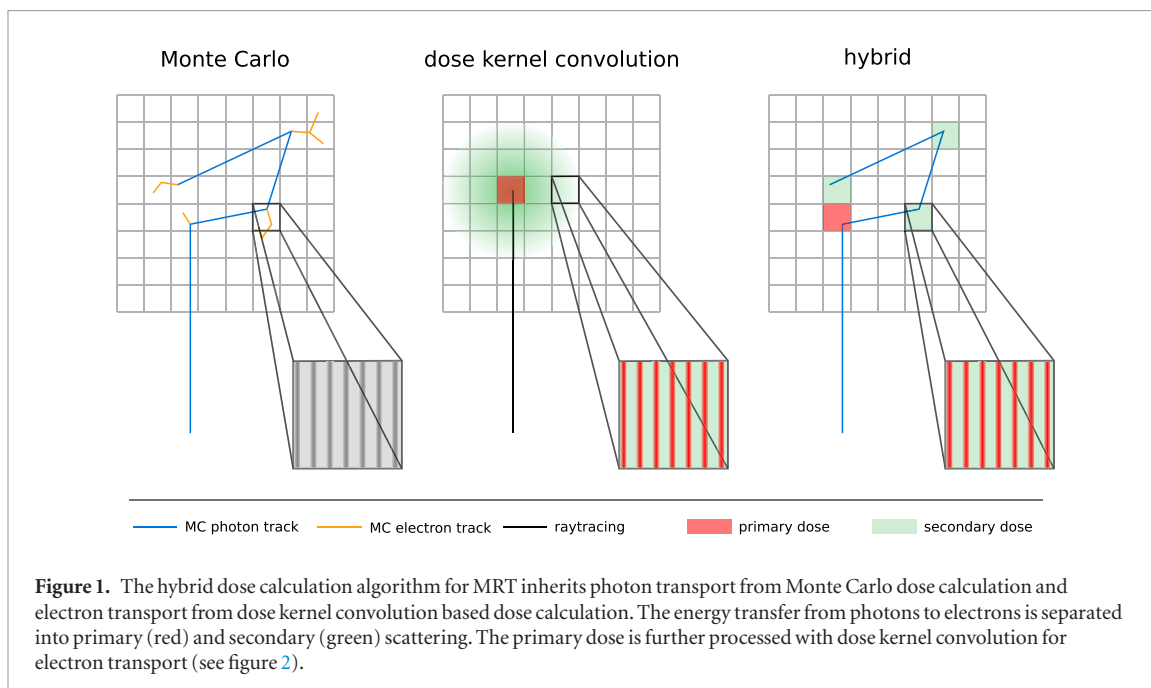 Monte Carlo
dose kernel convolution
hybrid
MC photon track
MC electron track
raytracing
primary dose
secondary dose
Figure 1. The hybrid dose calculation algorithm for MRT inherits photon transport from Monte Carlo dose calculation and
electron transport from dose kernel convolution based dose calculation. The energy transfer from photons to electrons is separated
into primary (red) and secondary (green) scattering. The primary dose is further processed with dose kernel convolution for
electron transport (see figure 2).